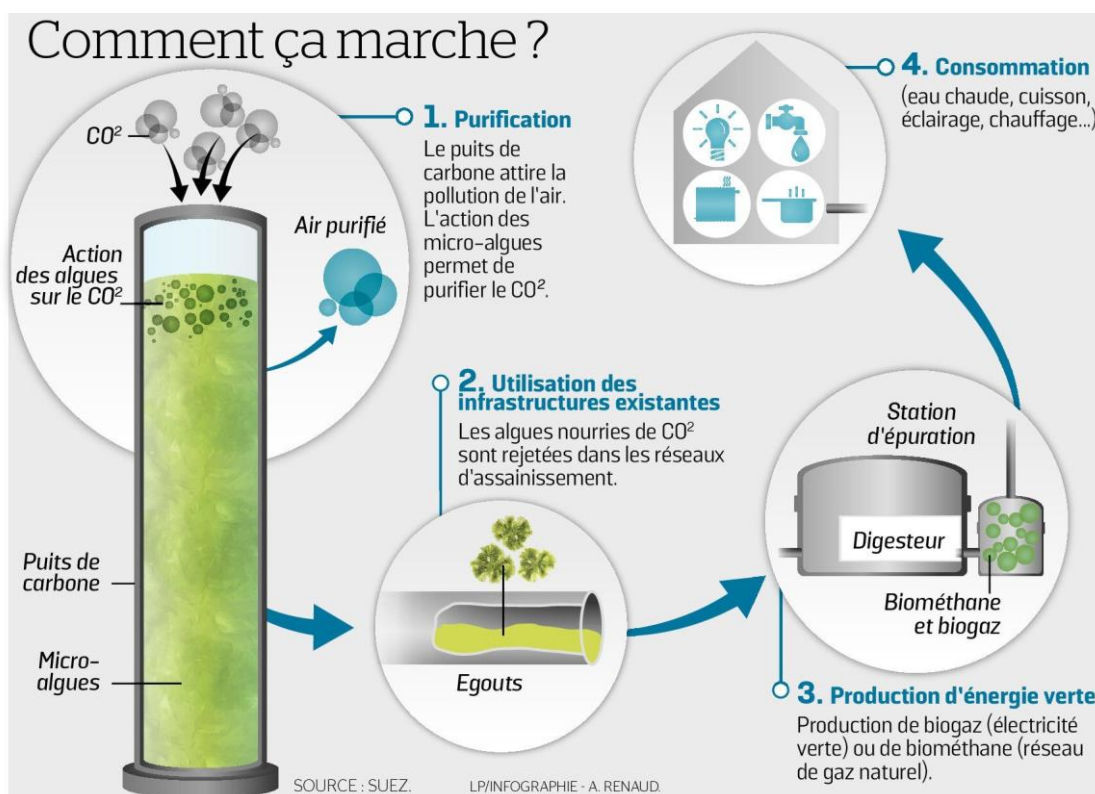 Comment ça marche ?
CO²
Action
des algues
sur le CO²
Air purifié
Puits de
carbone
Micro-
algues
1. Purification
Le puits de
carbone attire la
pollution de l'air.
L'action des
micro-algues
permet de
purifier le CO².
2. Utilisation des
infrastructures existantes
Les algues nourries de CO²
sont rejetées dans les réseaux
d'assainissement.
Egouts
Station
d'épuration
Digesteur
Biométhane
et biogaz
3. Production d'énergie verte
Production de biogaz (électricité
verte) ou de biométhane (réseau
de gaz naturel).
4. Consommation
(eau chaude, cuisson,
éclairage, chauffage...)
SOURCE : SUEZ.
LP/INFOGRAPHIE - A. RENAUD.